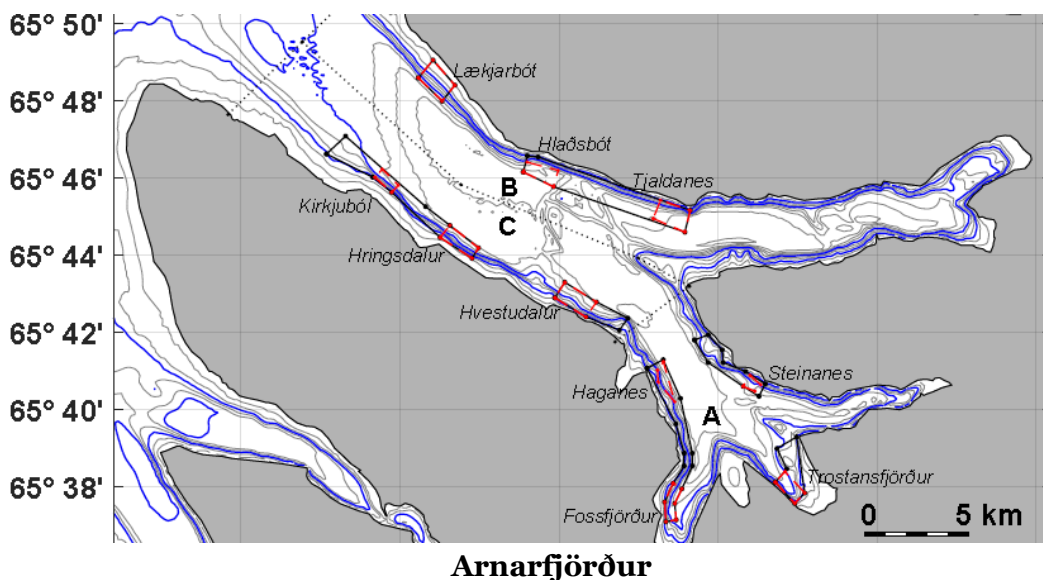 65° 50'
65° 48'
Lækjarbót
Hlaðsbót
65° 46'
B
Tjaldanes
Kirkjuból
C
65° 44'
Hringsdalur
Hvestudalur
65° 42'
Steinanes
Haganes
65° 40'
A
65° 38'
Trostansfjörður
Fossfjörður
0 5 km
Arnarfjörður